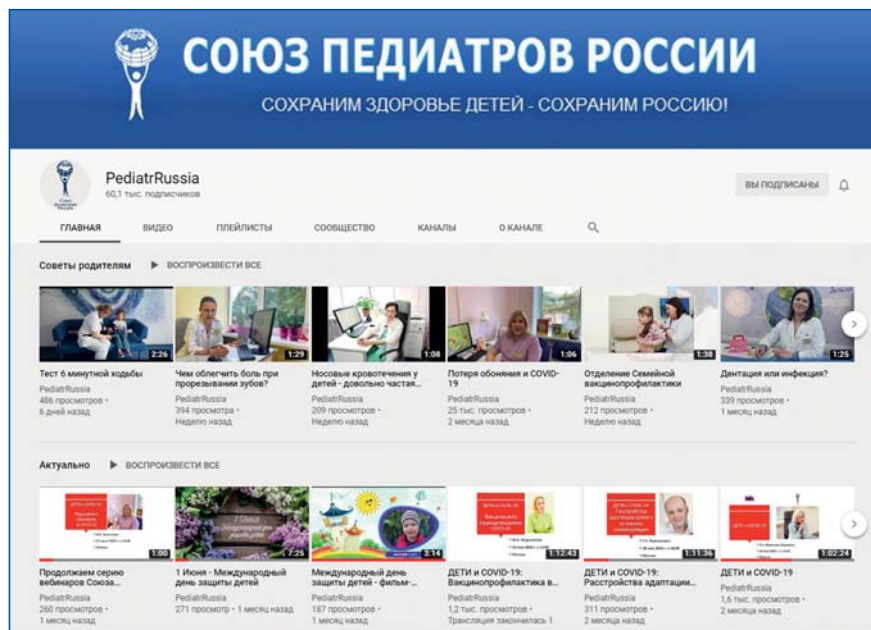 СОЮЗ ПЕДИАТРОВ РОССИИ
СОХРАНИМ ЗДОРОВЬЕ ДЕТЕЙ - СОХРАНИМ РОССИЮ!
PediatrRussia
60,1 тыс. подписчиков
ВЫ ПОДПИСАНЫ
ГЛАВНАЯ ВИДЕО ПЛЕЙЛИСТЫ СООБЩЕСТВО КАНАЛЫ О КАНАЛЕ
Советы родителям ВОСПРОИЗВЕСТИ ВСЕ
2:26 1:29 1:08 1:06 1:38 1:25
Тест 6 минутной ходьбы
PediatrRussia
486 просмотров •
6 дней назад
Чем облегчить боль при
прорезывании зубов?
PediatrRussia
394 просмотра •
Неделю назад
Носовые кровотечения у
детей - довольно частая...
PediatrRussia
209 просмотров •
Неделю назад
Потеря обоняния и COVID-
19
PediatrRussia
25 тыс. просмотров •
2 месяца назад
Отделение Семейной
вакцинопрофилактики
PediatrRussia
212 просмотров •
Неделю назад
Дентация или инфекция?
PediatrRussia
339 просмотров •
1 месяц назад
Актуально ВОСПРОИЗВЕСТИ ВСЕ
1:00 7:25 3:14 1:12:43 1:11:36 1:02:24
Продолжаем серию
вебинаров Союза...
PediatrRussia
260 просмотров •
1 месяц назад
1 Июня - Международный
день защиты детей
PediatrRussia
271 просмотр • 1 месяц назад
Международный день
защиты детей - фильм-...
PediatrRussia
187 просмотров •
1 месяц назад
ДЕТИ и COVID-19:
Вакцинопрофилактика в...
PediatrRussia
1,2 тыс. просмотров •
Трансляция закончилась 1
ДЕТИ и COVID-19:
Расстройства адаптации...
PediatrRussia
311 просмотров •
2 месяца назад
ДЕТИ и COVID-19
PediatrRussia
1,6 тыс. просмотров •
2 месяца назад